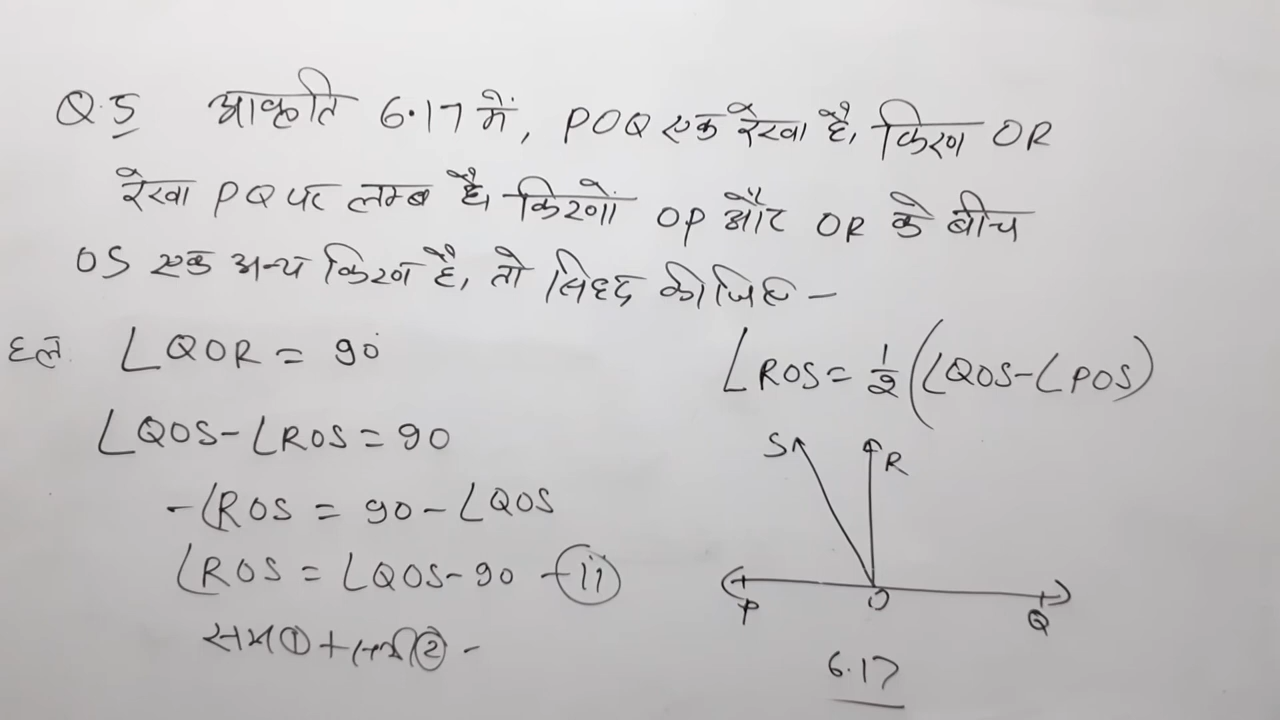 Q.5 आकृति 6.17 में, POQ एक रेखा है, किरण OR
रेखा PQ पर लम्ब है। किरणों OP और OR के बीच
OS एक अन्य किरण है, तो सिध्द कीजिए -
∠ROS = 1/2 (∠QOS - ∠POS)
हल. ∠QOR = 90°
∠QOS - ∠ROS = 90
-∠ROS = 90 - ∠QOS
∠ROS = ∠QOS - 90 - (ii)
समी(1) + समी(2) -
S
R
P
O
Q
6.17